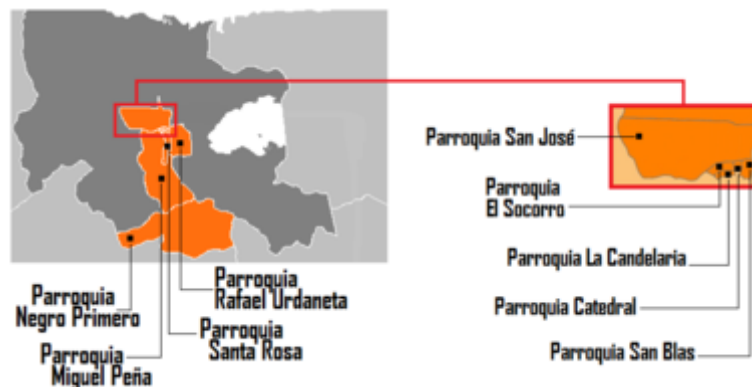 Parroquia San José
Parroquia
El Socorro
Parroquia La Candelaria
Parroquia Catedral
Parroquia San Blas
Parroquia
Rafael Urdaneta
Parroquia
Negro Primero
Parroquia
Santa Rosa
Parroquia
Miguel Peña